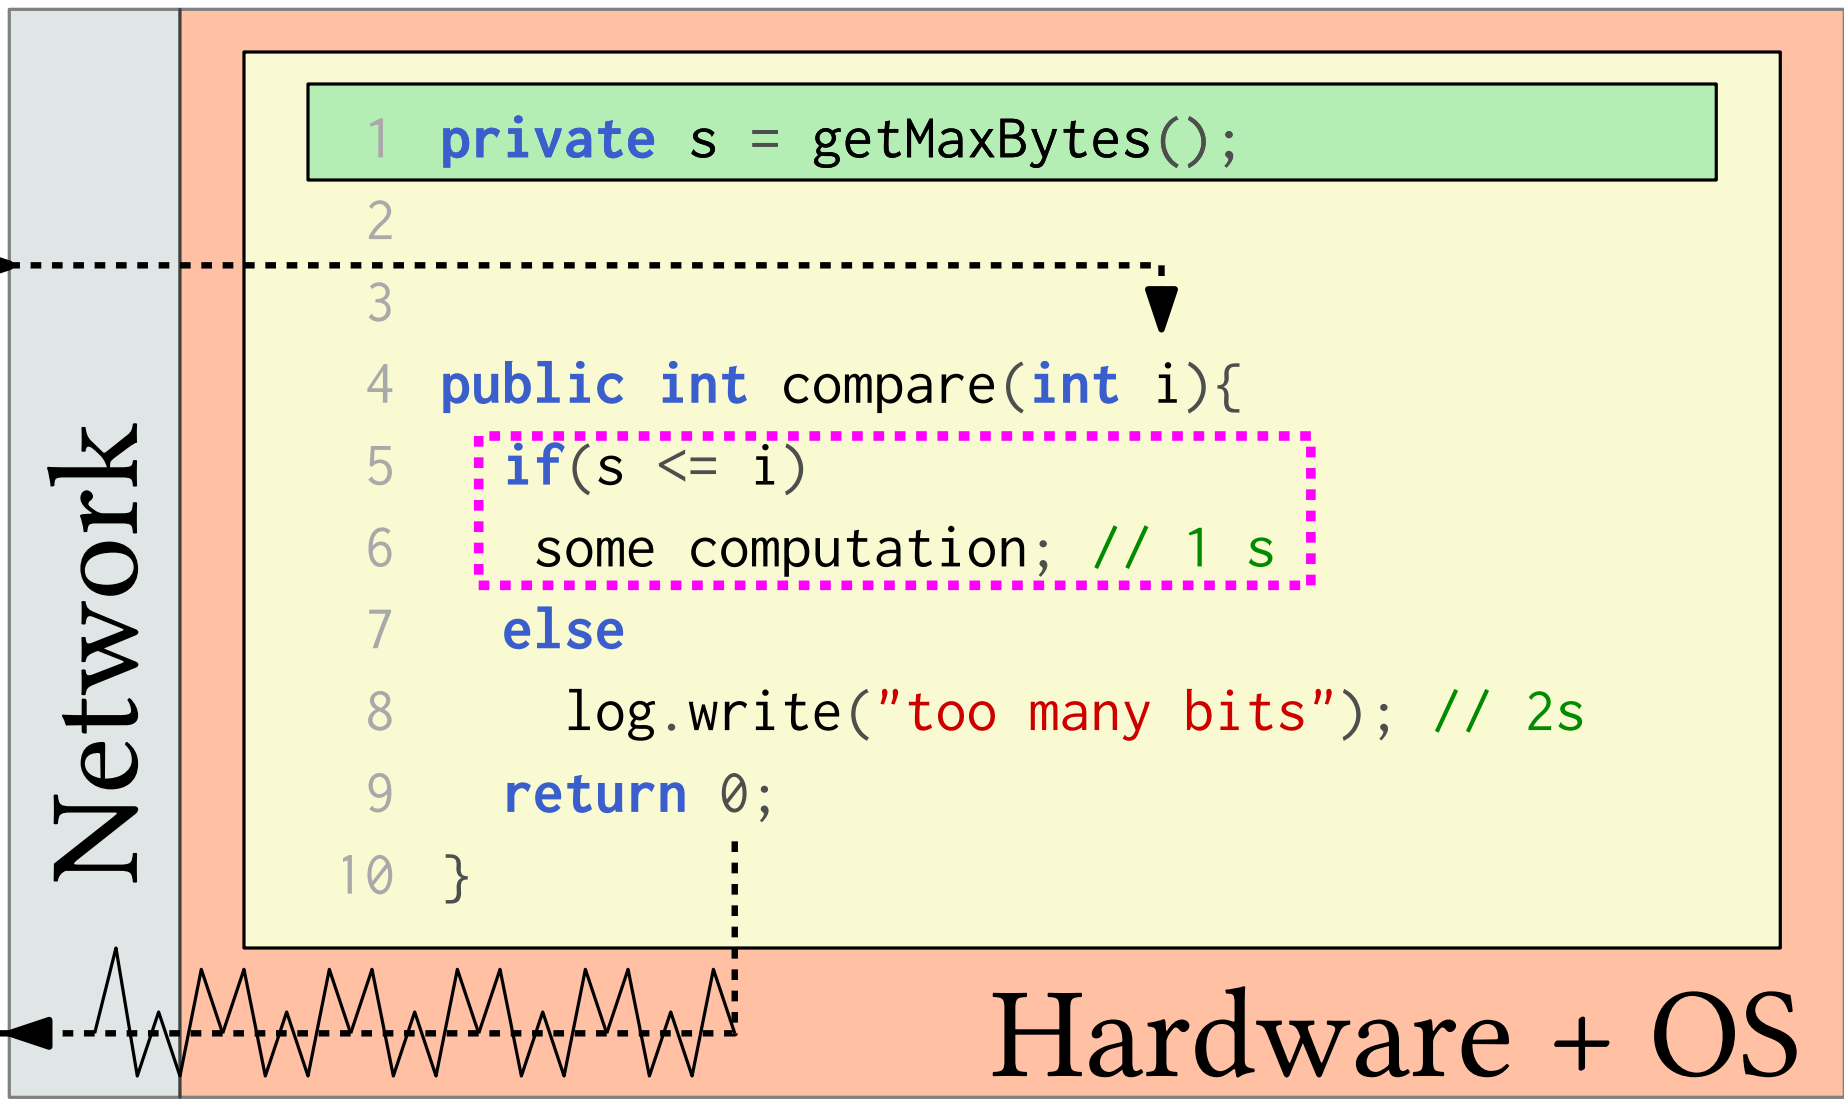 Network
1 private s = getMaxBytes();
2
3
4 public int compare(int i){
5 if(s <= i)
6 some computation; // 1 s
7 else
8 log.write("too many bits"); // 2s
9 return 0;
10 }
Hardware + OS